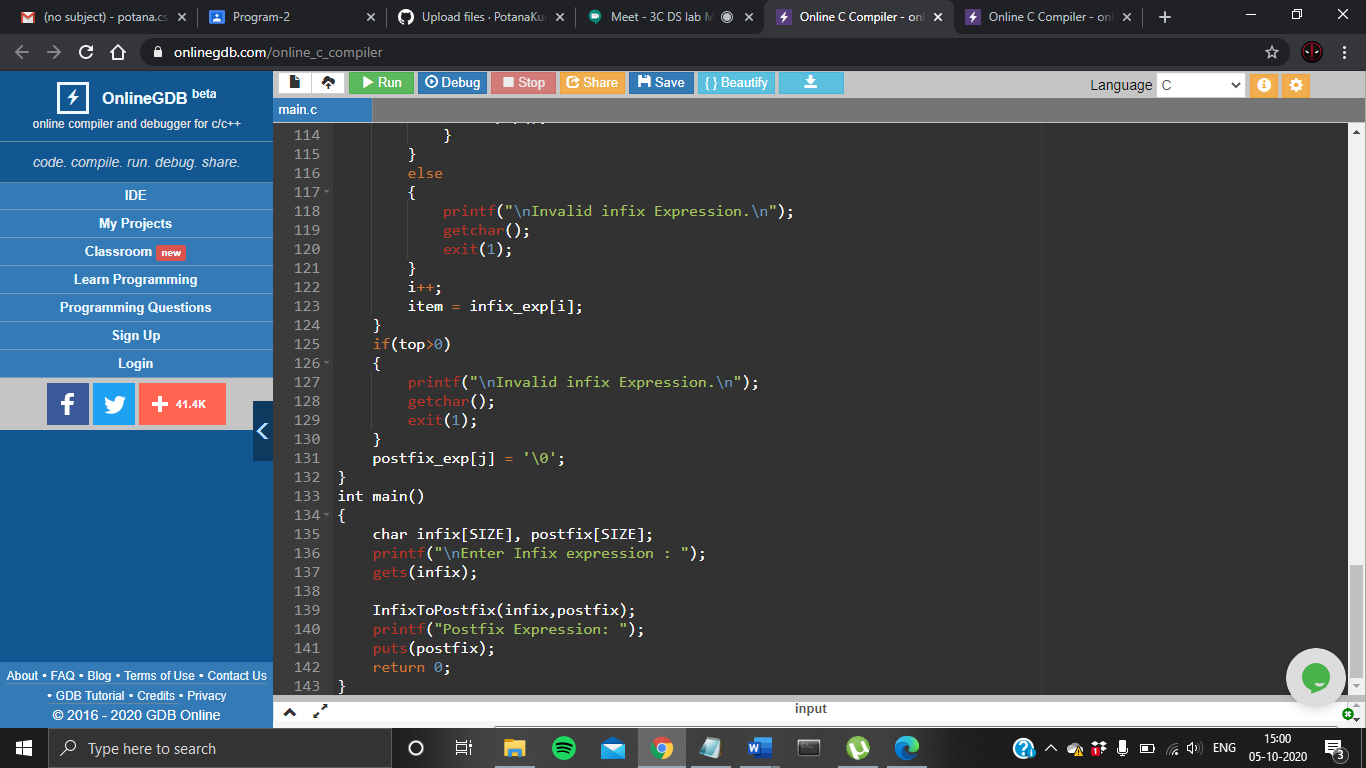 (no subject) - potana.cs
Program-2
Upload files · PotanaKu
Meet - 3C DS lab M
Online C Compiler - onl
Online C Compiler - onl
onlinegdb.com/online_c_compiler
OnlineGDB beta
online compiler and debugger for c/c++
code. compile. run. debug. share.
IDE
My Projects
Classroom new
Learn Programming
Programming Questions
Sign Up
Login
41.4K
About • FAQ • Blog • Terms of Use • Contact Us
• GDB Tutorial • Credits • Privacy
© 2016 - 2020 GDB Online
Run Debug Stop Share Save { } Beautify
Language C
main.c
114 }
115 }
116 else
117 {
118 printf("\nInvalid infix Expression.\n");
119 getchar();
120 exit(1);
121 }
122 i++;
123 item = infix_exp[i];
124 }
125 if(top>0)
126 {
127 printf("\nInvalid infix Expression.\n");
128 getchar();
129 exit(1);
130 }
131 postfix_exp[j] = '\0';
132 }
133 int main()
134 {
135 char infix[SIZE], postfix[SIZE];
136 printf("\nEnter Infix expression : ");
137 gets(infix);
138
139 InfixToPostfix(infix,postfix);
140 printf("Postfix Expression: ");
141 puts(postfix);
142 return 0;
143 }
input
Type here to search
ENG
15:00
05-10-2020
3